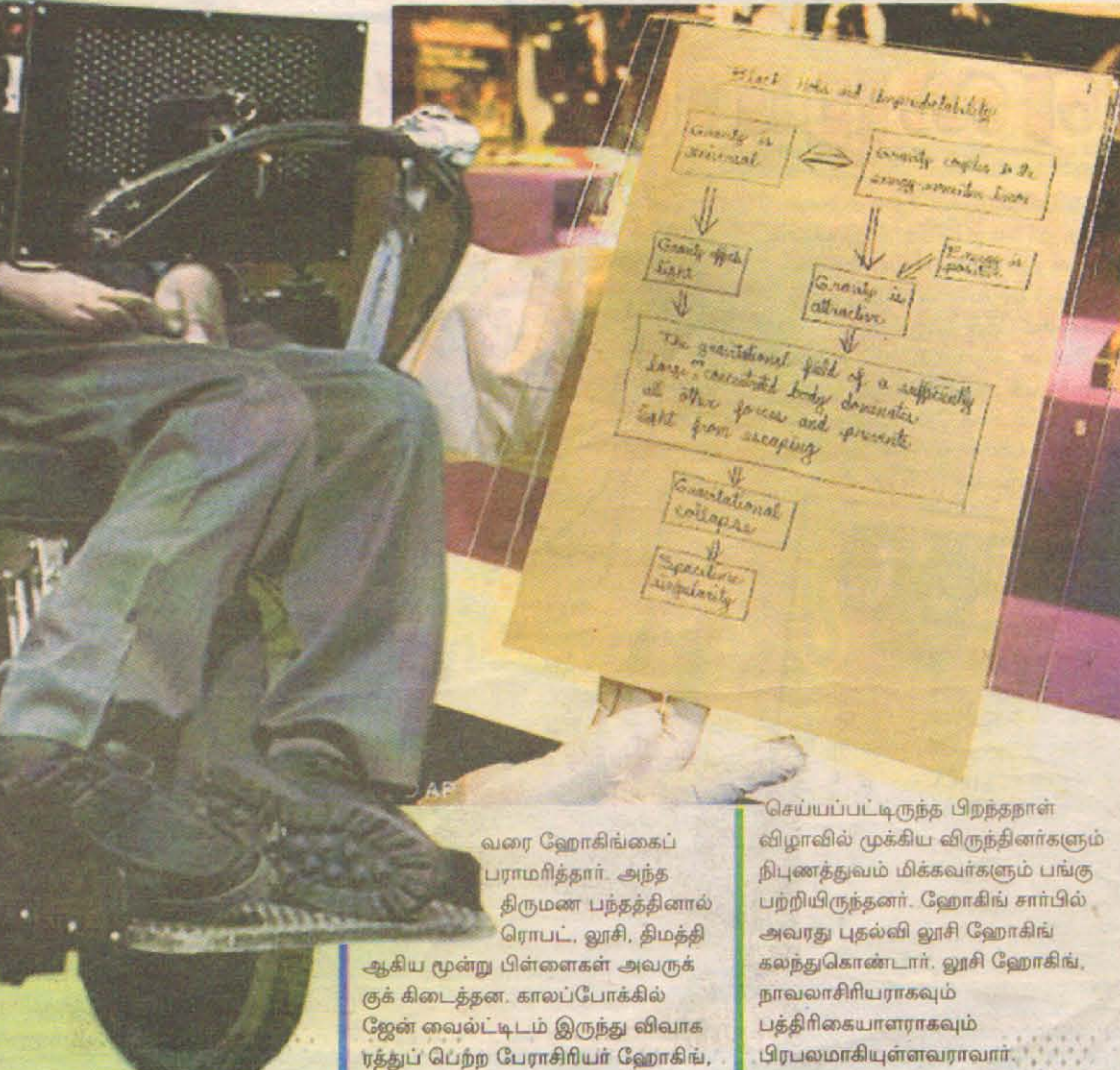 Black Holes and Unpredictability
1
Gravity is
universal
Gravity couples to the
energy-momentum tensor
Gravity affects
light
Energy is
positive
Gravity is
attractive
The gravitational field of a sufficiently
large or concentrated body dominates
all other forces and prevents
light from escaping
Gravitational
collapse
Spacetime
singularity
AF
வரை ஹோகிங்கைப்
பராமரித்தார். அந்த
திருமண பந்தத்தினால்
ரொபட், லூசி, திமத்தி
ஆகிய மூன்று பிள்ளைகள் அவருக்
குக் கிடைத்தன. காலப்போக்கில்
ஜேன் வைல்ட்டிடம் இருந்து விவாக
ரத்துப் பெற்ற பேராசிரியர் ஹோகிங்,
செய்யப்பட்டிருந்த பிறந்தநாள்
விழாவில் முக்கிய விருந்தினர்களும்
நிபுணத்துவம் மிக்கவர்களும் பங்கு
பற்றியிருந்தனர். ஹோகிங் சார்பில்
அவரது புதல்வி லூசி ஹோகிங்
கலந்துகொண்டார். லூசி ஹோகிங்,
நாவலாசிரியராகவும்
பத்திரிகையாளராகவும்
பிரபலமாகியுள்ளவராவார்.